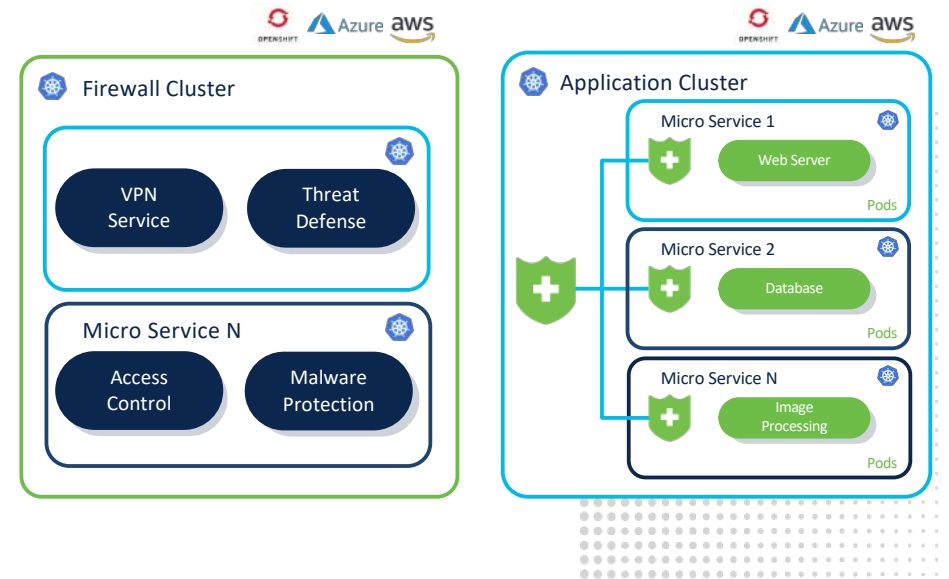 OPENSHIFT
Azure
aws
Firewall Cluster
VPN
Service
Threat
Defense
Micro Service N
Access
Control
Malware
Protection
OPENSHIFT
Azure
aws
Application Cluster
Micro Service 1
Web Server
Pods
Micro Service 2
Database
Pods
Micro Service N
Image
Processing
Pods